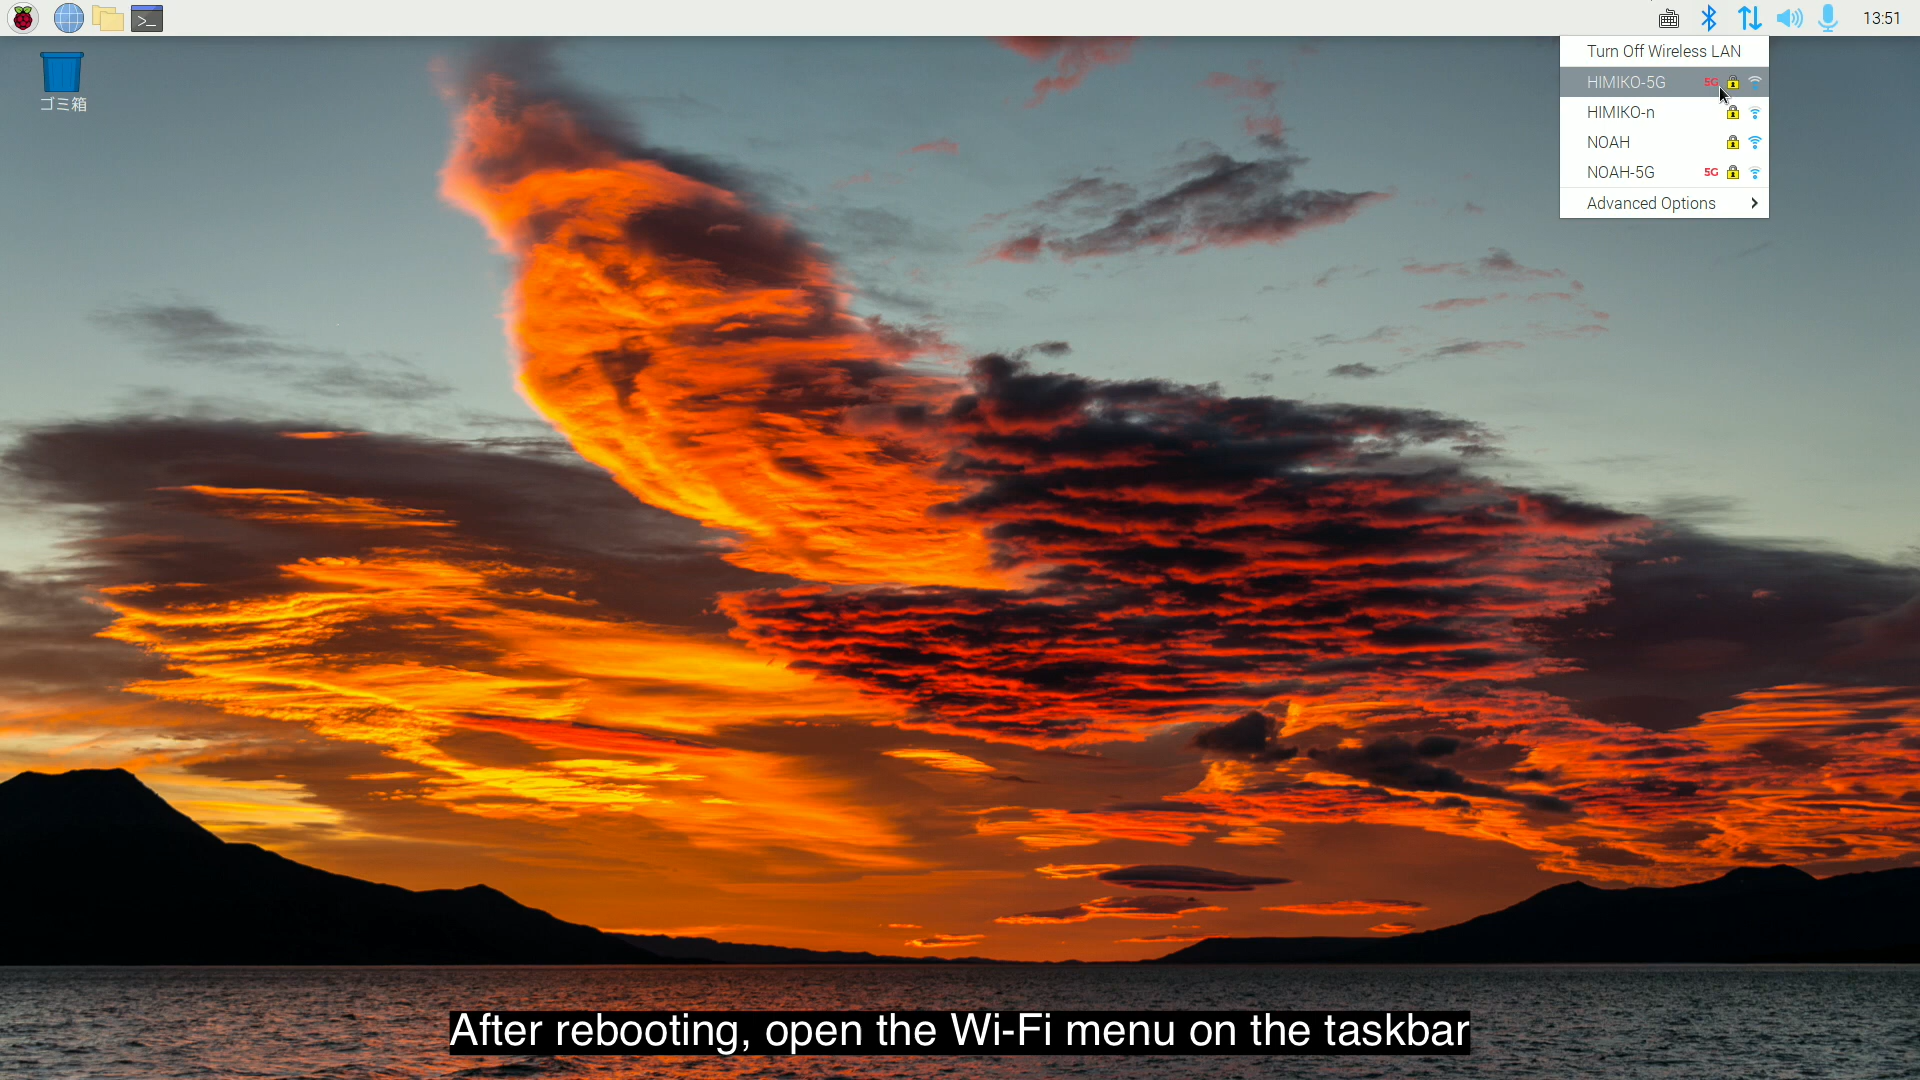 13:51
Turn Off Wireless LAN
HIMIKO-5G 5G
HIMIKO-n
NOAH
NOAH-5G 5G
Advanced Options
ゴミ箱
After rebooting, open the Wi-Fi menu on the taskbar